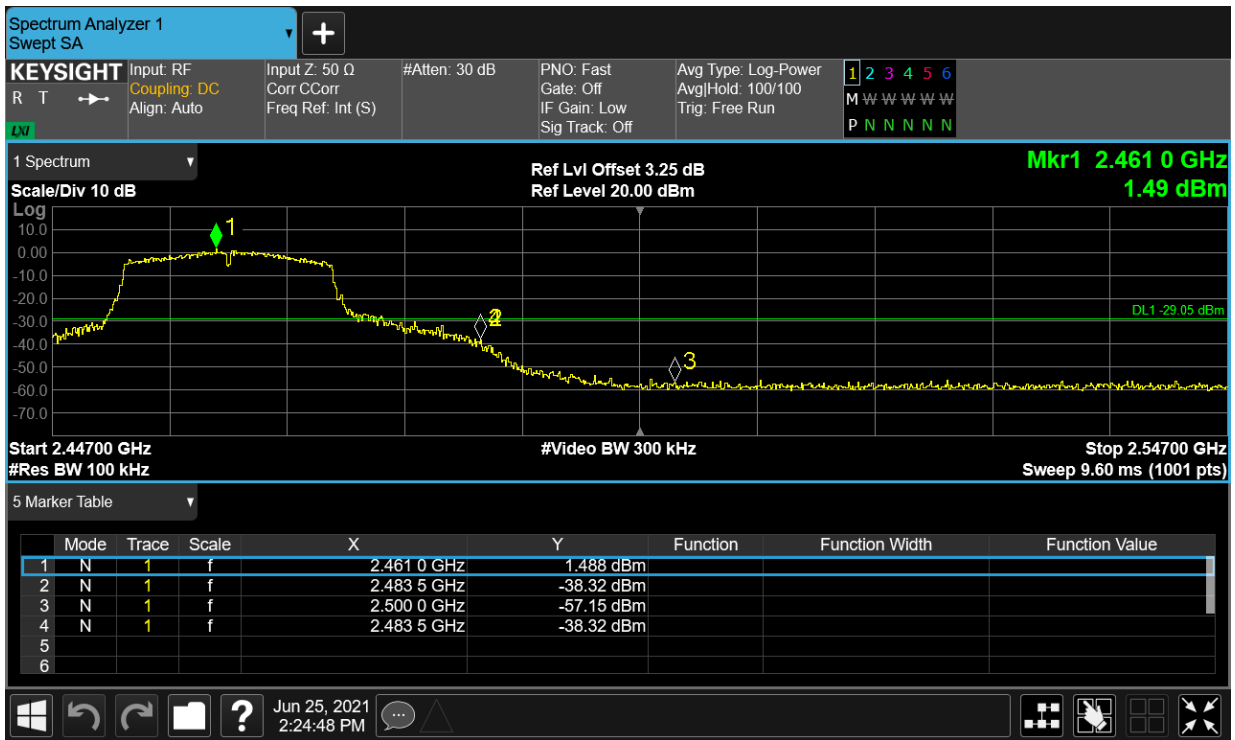 Spectrum Analyzer 1
Swept SA
KEYSIGHT
R T
LXI
Input: RF
Coupling: DC
Align: Auto
Input Z: 50 Ω
Corr CCorr
Freq Ref: Int (S)
#Atten: 30 dB
PNO: Fast
Gate: Off
IF Gain: Low
Sig Track: Off
Avg Type: Log-Power
Avg|Hold: 100/100
Trig: Free Run
1 2 3 4 5 6
M W W W W W
P N N N N N
1 Spectrum
Scale/Div 10 dB
Ref Lvl Offset 3.25 dB
Ref Level 20.00 dBm
Mkr1 2.461 0 GHz
1.49 dBm
Log
10.0
0.00
-10.0
-20.0
-30.0
-40.0
-50.0
-60.0
-70.0
1
3
DL1 -29.05 dBm
Start 2.44700 GHz
#Video BW 300 kHz
Stop 2.54700 GHz
#Res BW 100 kHz
Sweep 9.60 ms (1001 pts)
5 Marker Table
Mode Trace Scale X Y Function Function Width Function Value
1 N 1 f 2.461 0 GHz 1.488 dBm
2 N 1 f 2.483 5 GHz -38.32 dBm
3 N 1 f 2.500 0 GHz -57.15 dBm
4 N 1 f 2.483 5 GHz -38.32 dBm
5
6
?
Jun 25, 2021
2:24:48 PM